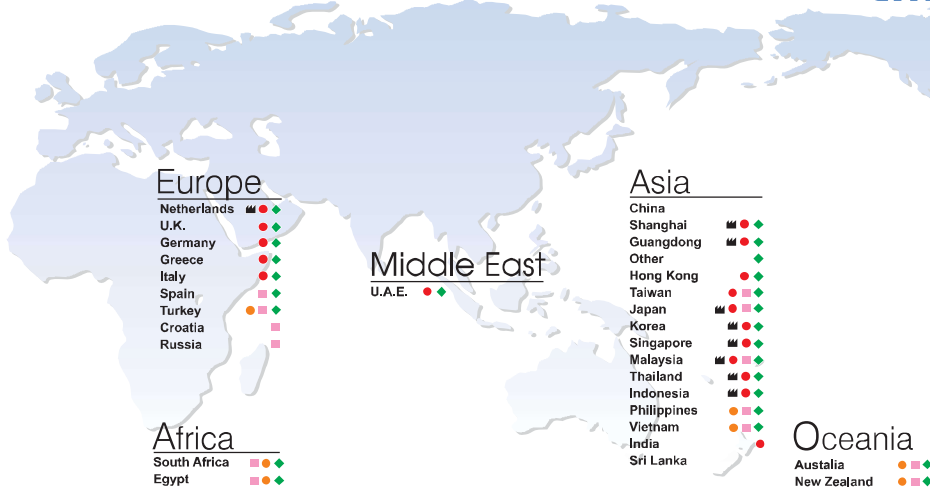 Europe
Netherlands
U.K.
Germany
Greece
Italy
Spain
Turkey
Croatia
Russia
Middle East
U.A.E.
Asia
China
Shanghai
Guangdong
Other
Hong Kong
Taiwan
Japan
Korea
Singapore
Malaysia
Thailand
Indonesia
Philippines
Vietnam
India
Sri Lanka
Africa
South Africa
Egypt
Oceania
Austalia
New Zealand